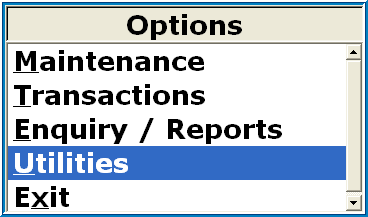 Options
Maintenance
Transactions
Enquiry / Reports
Utilities
Exit